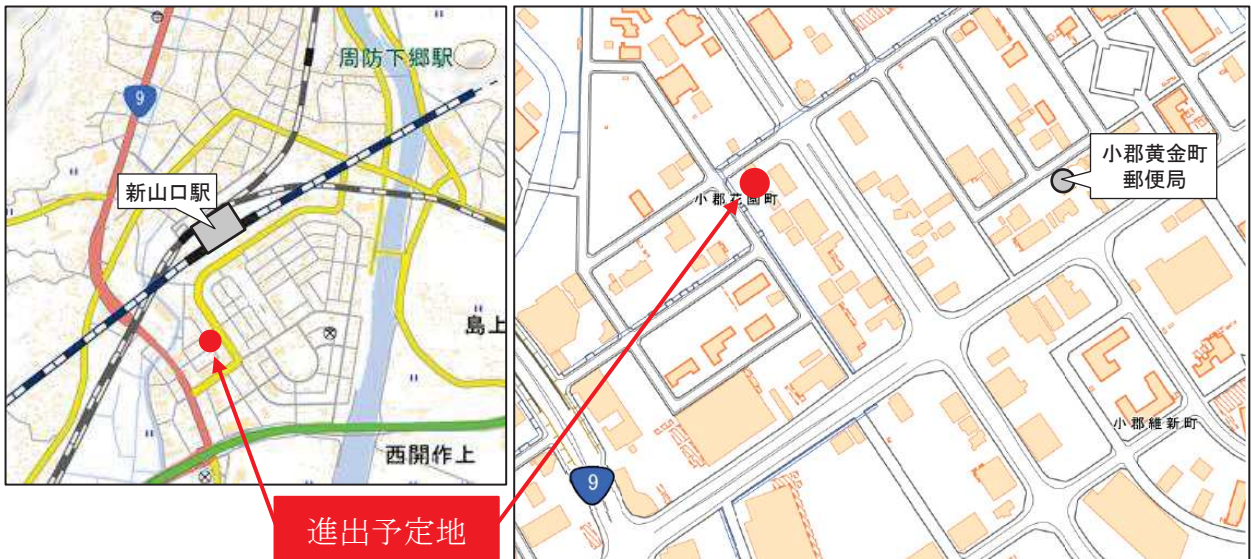 周防下郷駅
9
新山口駅
島上
西開作上
小郡黄金町
郵便局
小郡花園町
小郡維新町
9
進出予定地